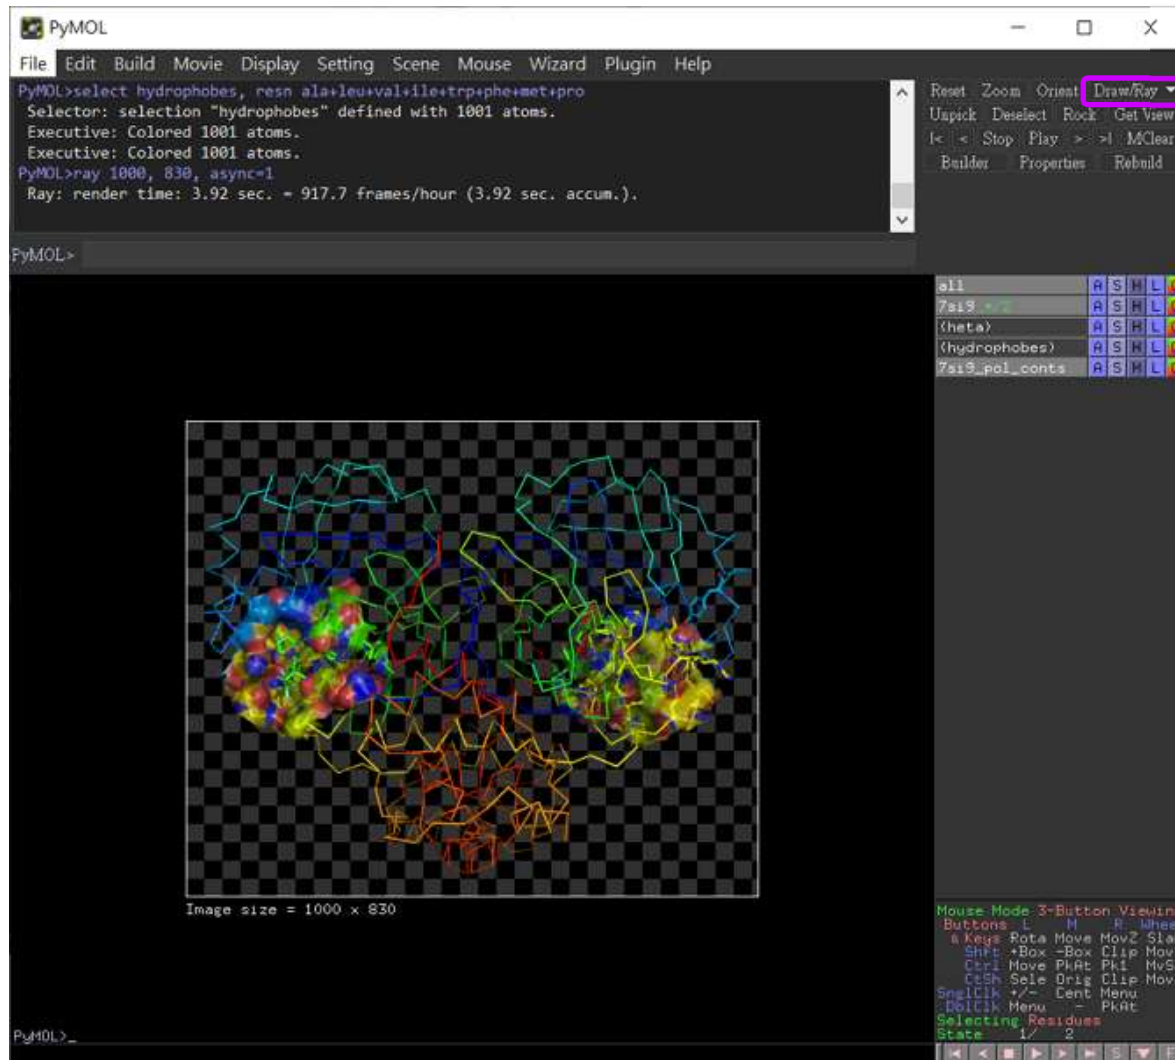 PyMOL
File Edit Build Movie Display Setting Scene Mouse Wizard Plugin Help
PyMOL>select hydrophobes, resn ala+leu+val+ile+trp+phe+met+pro
Selector: selection "hydrophobes" defined with 1001 atoms.
Executive: Colored 1001 atoms.
Executive: Colored 1001 atoms.
PyMOL>ray 1000, 830, async=1
Ray: render time: 3.92 sec. = 917.7 frames/hour (3.92 sec. accum.).
PyMOL>
Reset Zoom Orient Draw/Ray
Unpick Deselect Rock Get View
|< < Stop Play > >| MClear
Builder Properties Rebuild
all A S H L
7si9 A S H L
(heta) A S H L
(hydrophobes) A S H L
7si9_pol_conts A S H L
Image size = 1000 x 830
Mouse Mode 3-Button Viewin
Buttons L M R Whee
& Keys Rota Move MovZ Sla
Shft +Box -Box Clip Mov
Ctrl Move PkAt Pk1 MvS
CtSh Sele Orig Clip Mov
SnglClk +/- Cent Menu
DblClk Menu - PkAt
Selecting Residues
State 1/ 2
S
PyMOL>_